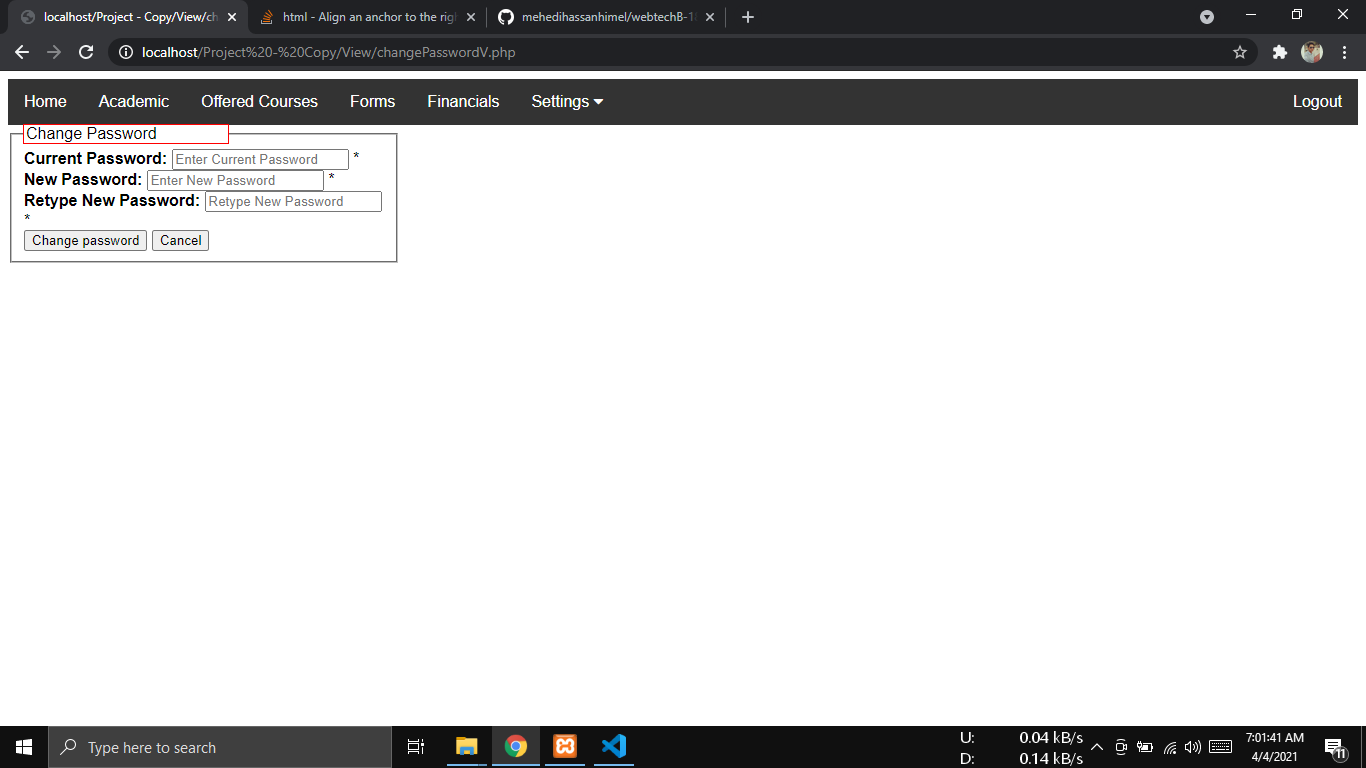 localhost/Project - Copy/View/ch
html - Align an anchor to the rig
mehedihassanhimel/webtechB-18
localhost/Project%20-%20Copy/View/changePasswordV.php
Home Academic Offered Courses Forms Financials Settings Logout
Change Password
Current Password: Enter Current Password *
New Password: Enter New Password *
Retype New Password: Retype New Password
*
Change password Cancel
Type here to search
U: 0.04 kB/s
D: 0.14 kB/s
7:01:41 AM
4/4/2021
11